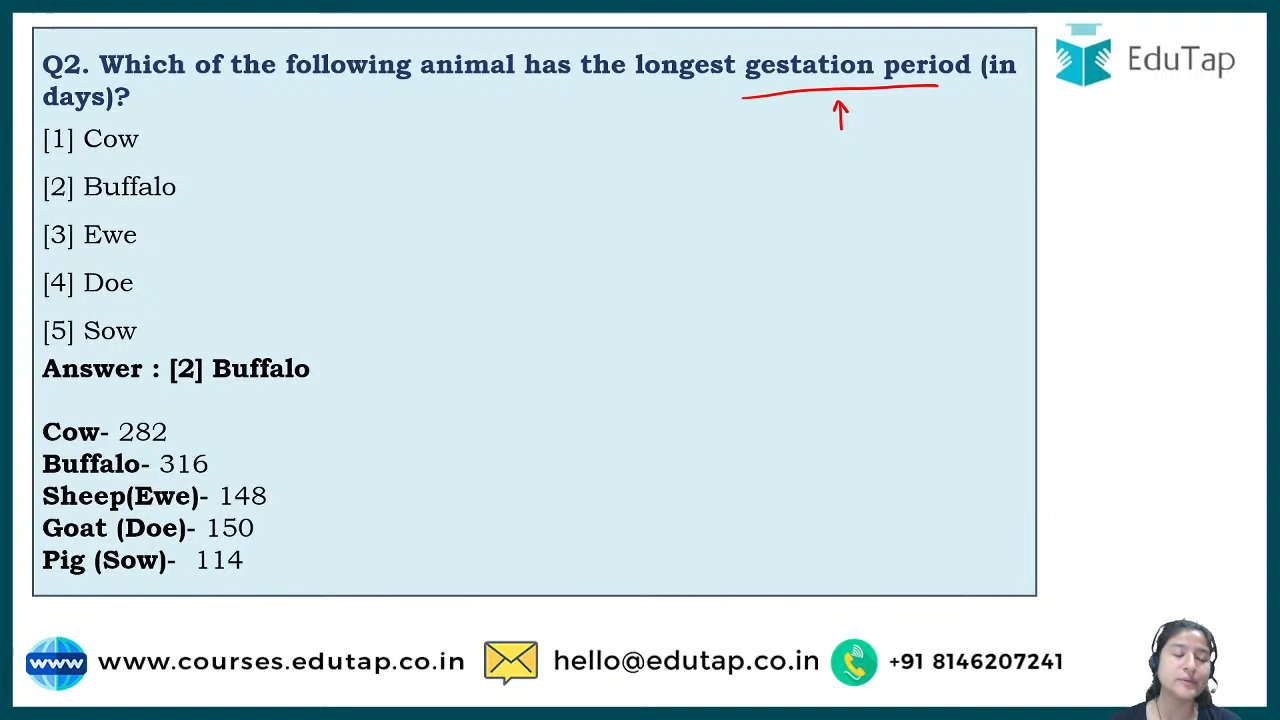 Q2. Which of the following animal has the longest gestation period (in
days)?
[1] Cow
[2] Buffalo
[3] Ewe
[4] Doe
[5] Sow
Answer : [2] Buffalo
Cow- 282
Buffalo- 316
Sheep(Ewe)- 148
Goat (Doe)- 150
Pig (Sow)- 114
EduTap
www www.courses.edutap.co.in hello@edutap.co.in +91 8146207241